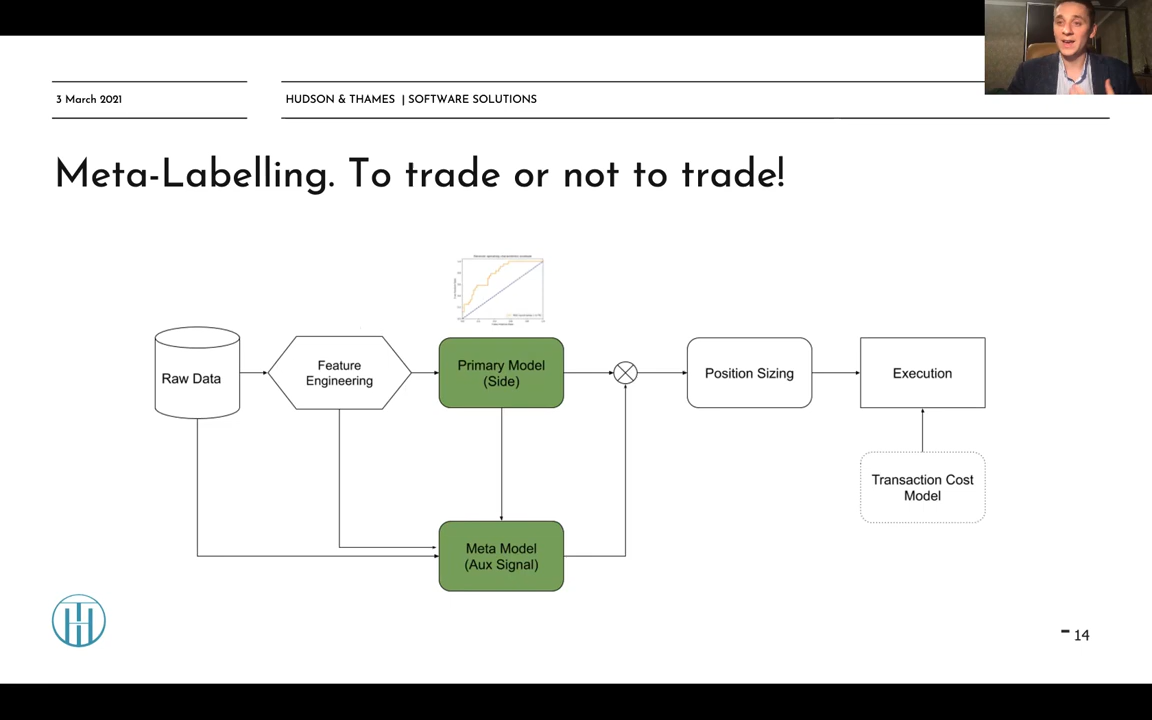 3 March 2021
HUDSON & THAMES | SOFTWARE SOLUTIONS
Meta-Labelling. To trade or not to trade!
Raw Data
Feature
Engineering
Primary Model
(Side)
Position Sizing
Execution
Transaction Cost
Model
Meta Model
(Aux Signal)
14